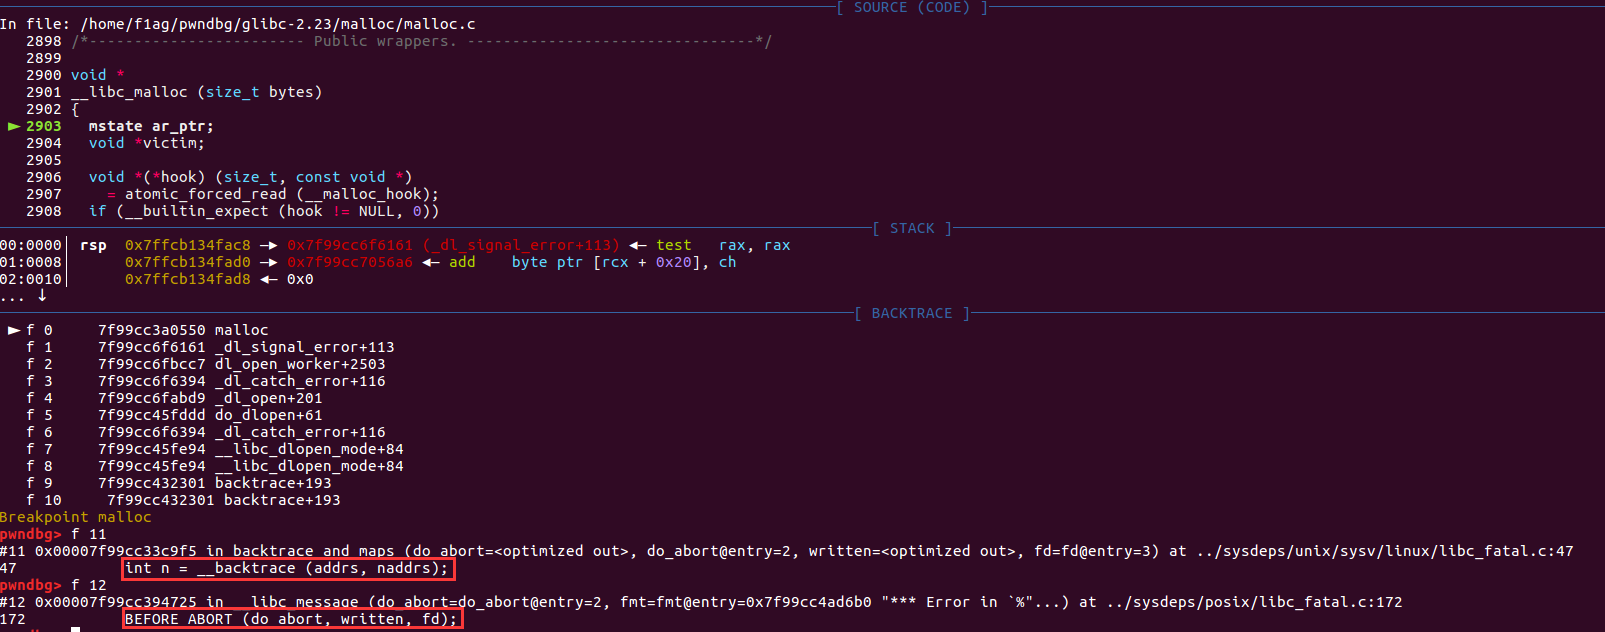 [ SOURCE (CODE) ]
In file: /home/f1ag/pwndbg/glibc-2.23/malloc/malloc.c
2898 /*------------------------ Public wrappers. --------------------------------*/
2899
2900 void *
2901 __libc_malloc (size_t bytes)
2902 {
► 2903   mstate ar_ptr;
2904   void *victim;
2905
2906   void *(*hook) (size_t, const void *)
2907     = atomic_forced_read (__malloc_hook);
2908   if (__builtin_expect (hook != NULL, 0))
[ STACK ]
00:0000│ rsp  0x7ffcb134fac8 —▸ 0x7f99cc6f6161 (_dl_signal_error+113) ◂— test   rax, rax
01:0008│      0x7ffcb134fad0 —▸ 0x7f99cc7056a6 ◂— add    byte ptr [rcx + 0x20], ch
02:0010│      0x7ffcb134fad8 ◂— 0x0
... ↓
[ BACKTRACE ]
► f 0     7f99cc3a0550 malloc
f 1     7f99cc6f6161 _dl_signal_error+113
f 2     7f99cc6fbcc7 dl_open_worker+2503
f 3     7f99cc6f6394 _dl_catch_error+116
f 4     7f99cc6fabd9 _dl_open+201
f 5     7f99cc45fddd do_dlopen+61
f 6     7f99cc6f6394 _dl_catch_error+116
f 7     7f99cc45fe94 __libc_dlopen_mode+84
f 8     7f99cc45fe94 __libc_dlopen_mode+84
f 9     7f99cc432301 backtrace+193
f 10     7f99cc432301 backtrace+193
Breakpoint malloc
pwndbg> f 11
#11 0x00007f99cc33c9f5 in backtrace_and_maps (do_abort=<optimized out>, do_abort@entry=2, written=<optimized out>, fd=fd@entry=3) at ../sysdeps/unix/sysv/linux/libc_fatal.c:47
47            int n = __backtrace (addrs, naddrs);
pwndbg> f 12
#12 0x00007f99cc394725 in __libc_message (do_abort=do_abort@entry=2, fmt=fmt@entry=0x7f99cc4ad6b0 "*** Error in `%"...) at ../sysdeps/posix/libc_fatal.c:172
172           BEFORE_ABORT (do_abort, written, fd);